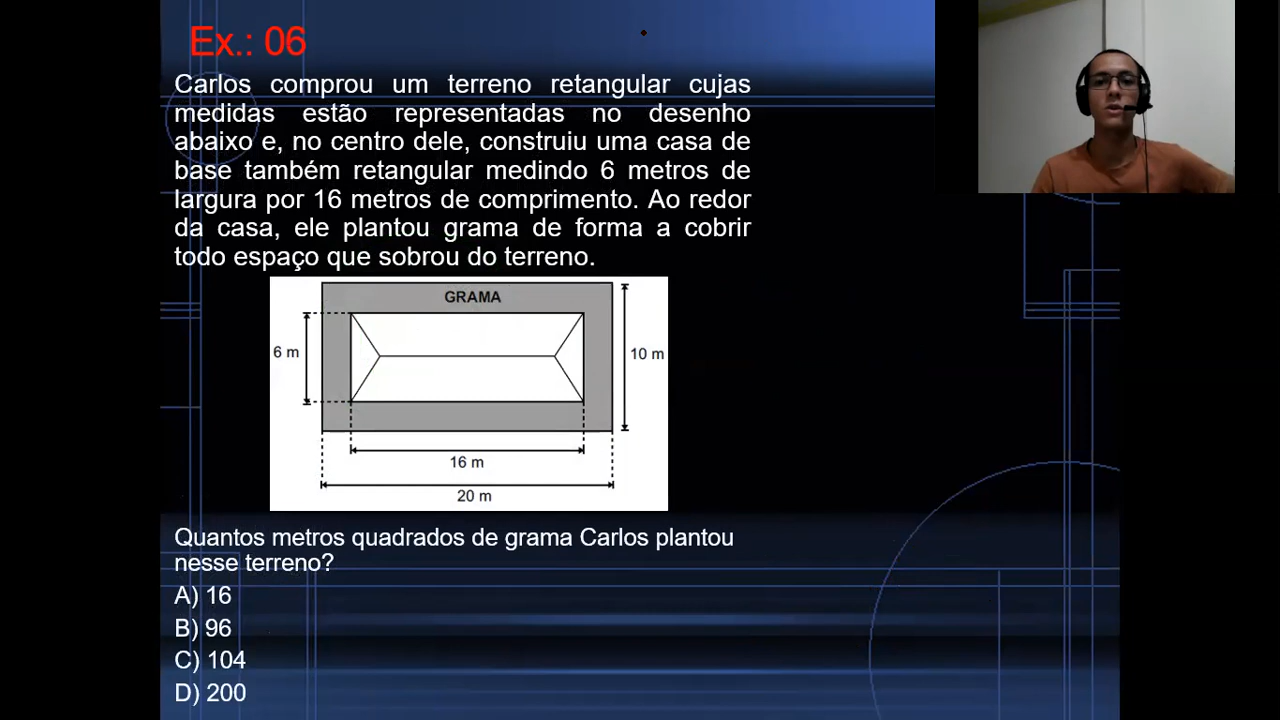 Ex.: 06
Carlos comprou um terreno retangular cujas
medidas estão representadas no desenho
abaixo e, no centro dele, construiu uma casa de
base também retangular medindo 6 metros de
largura por 16 metros de comprimento. Ao redor
da casa, ele plantou grama de forma a cobrir
todo espaço que sobrou do terreno.
GRAMA
6 m
10 m
16 m
20 m
Quantos metros quadrados de grama Carlos plantou
nesse terreno?
A) 16
B) 96
C) 104
D) 200